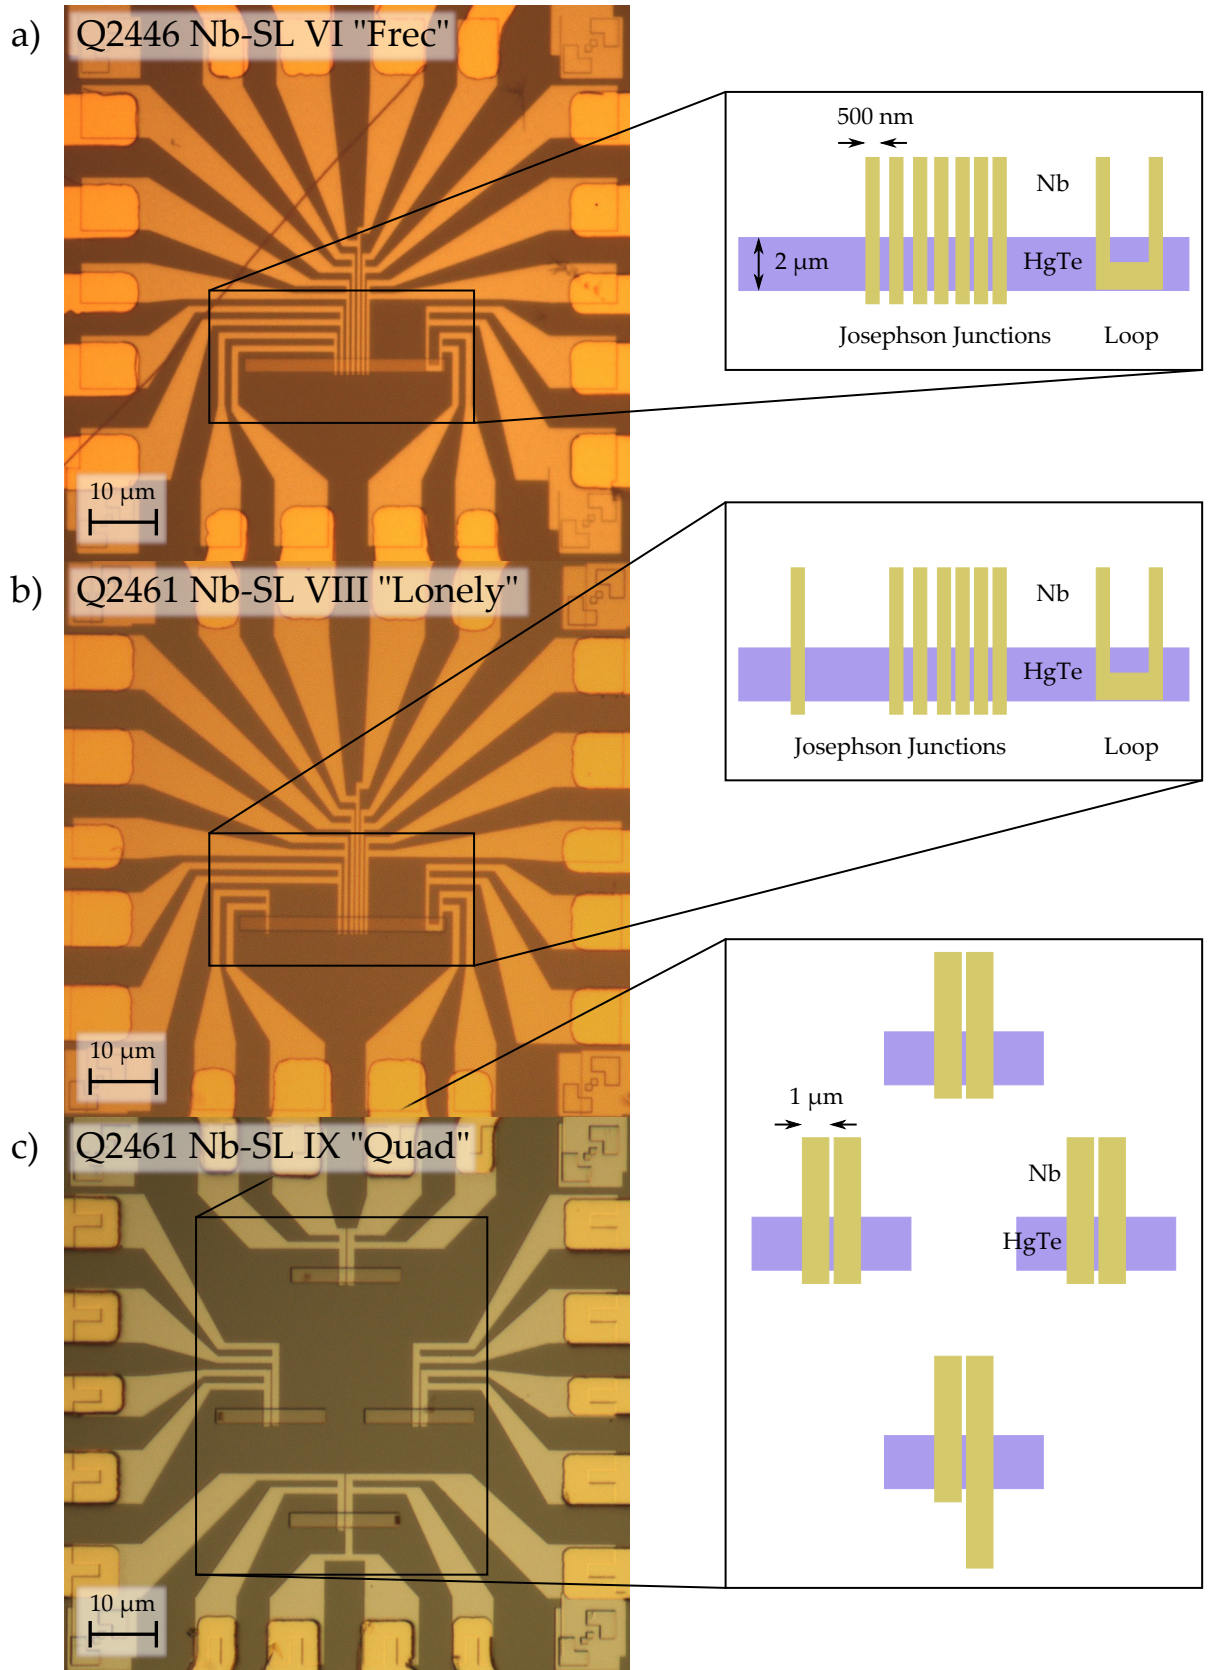 a) Q2446 Nb-SL VI "Frec"
500 nm
Nb
2 µm
HgTe
Josephson Junctions Loop
10 µm
b) Q2461 Nb-SL VIII "Lonely"
Nb
HgTe
Josephson Junctions Loop
10 µm
c) Q2461 Nb-SL IX "Quad"
1 µm
Nb
HgTe
10 µm